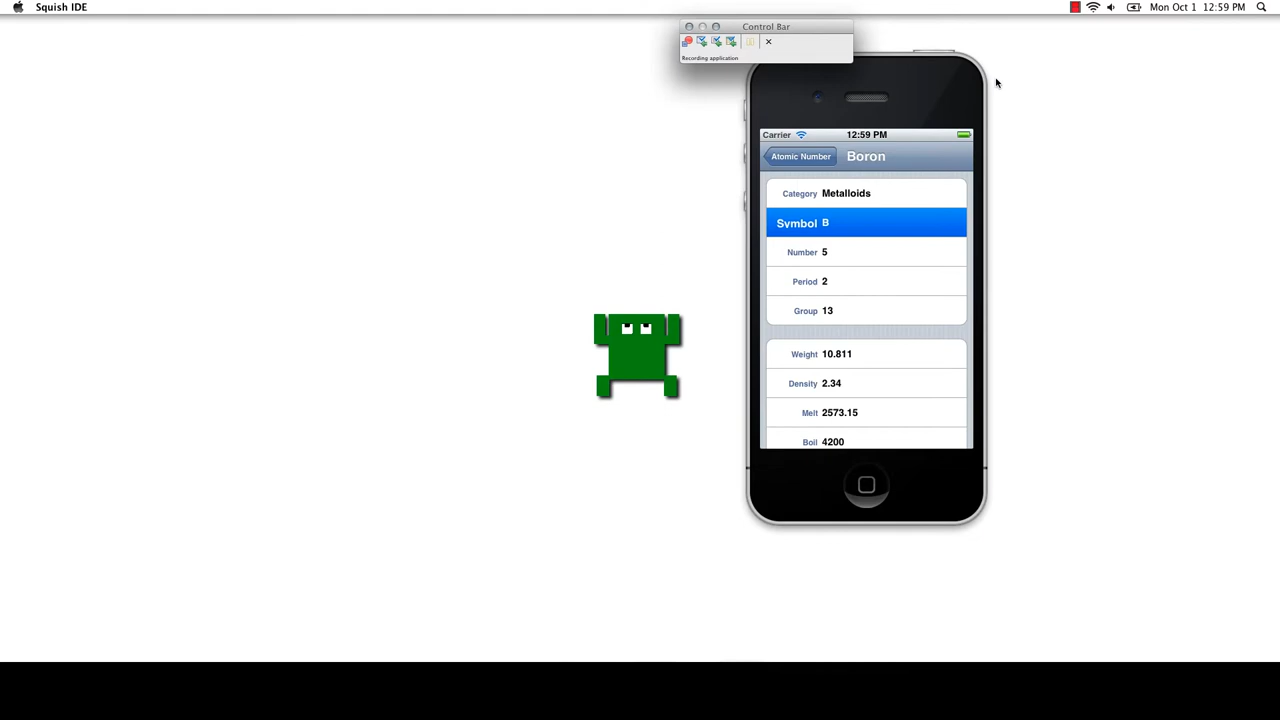 Squish IDE
Mon Oct 1 12:59 PM
Control Bar
Recording application
Carrier 12:59 PM
Atomic Number Boron
Category Metalloids
Symbol B
Number 5
Period 2
Group 13
Weight 10.811
Density 2.34
Melt 2573.15
Boil 4200